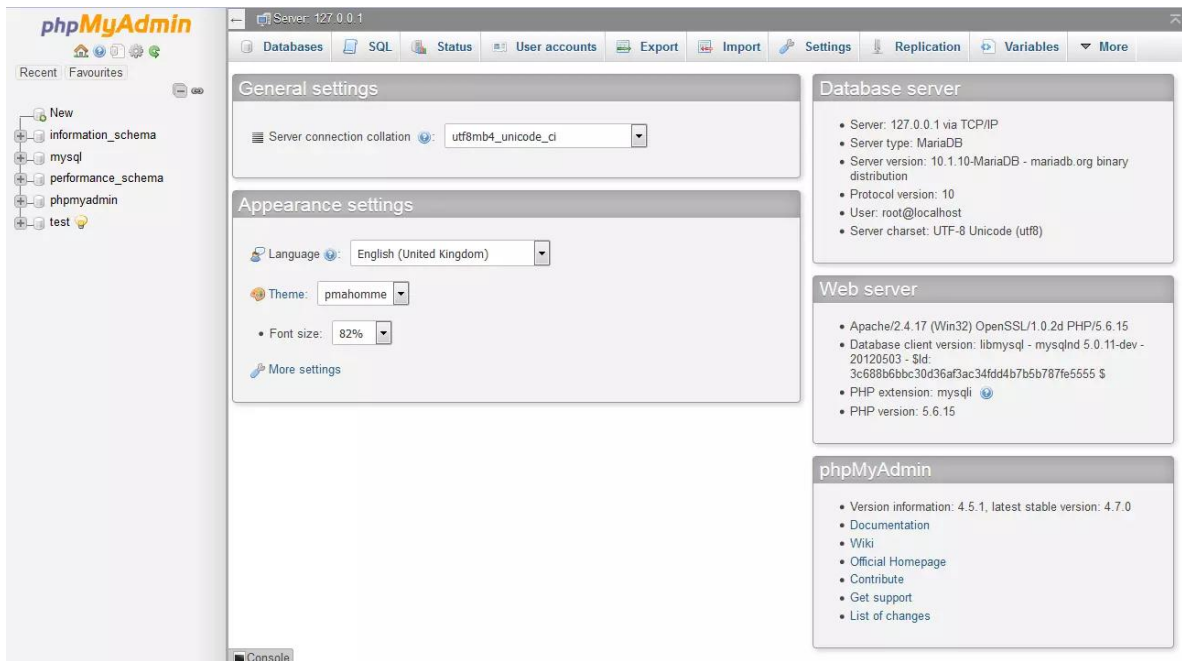 phpMyAdmin
Recent Favourites
New
information_schema
mysql
performance_schema
phpmyadmin
test
Server: 127.0.0.1
Databases SQL Status User accounts Export Import Settings Replication Variables More
General settings
Server connection collation : utf8mb4_unicode_ci
Appearance settings
Language : English (United Kingdom)
Theme: pmahomme
• Font size: 82%
More settings
Console
Database server
• Server: 127.0.0.1 via TCP/IP
• Server type: MariaDB
• Server version: 10.1.10-MariaDB - mariadb.org binary
distribution
• Protocol version: 10
• User: root@localhost
• Server charset: UTF-8 Unicode (utf8)
Web server
• Apache/2.4.17 (Win32) OpenSSL/1.0.2d PHP/5.6.15
• Database client version: libmysql - mysqlnd 5.0.11-dev -
20120503 - $Id:
3c688b6bbc30d36af3ac34fdd4b7b5b787fe5555 $
• PHP extension: mysqli
• PHP version: 5.6.15
phpMyAdmin
• Version information: 4.5.1, latest stable version: 4.7.0
• Documentation
• Wiki
• Official Homepage
• Contribute
• Get support
• List of changes